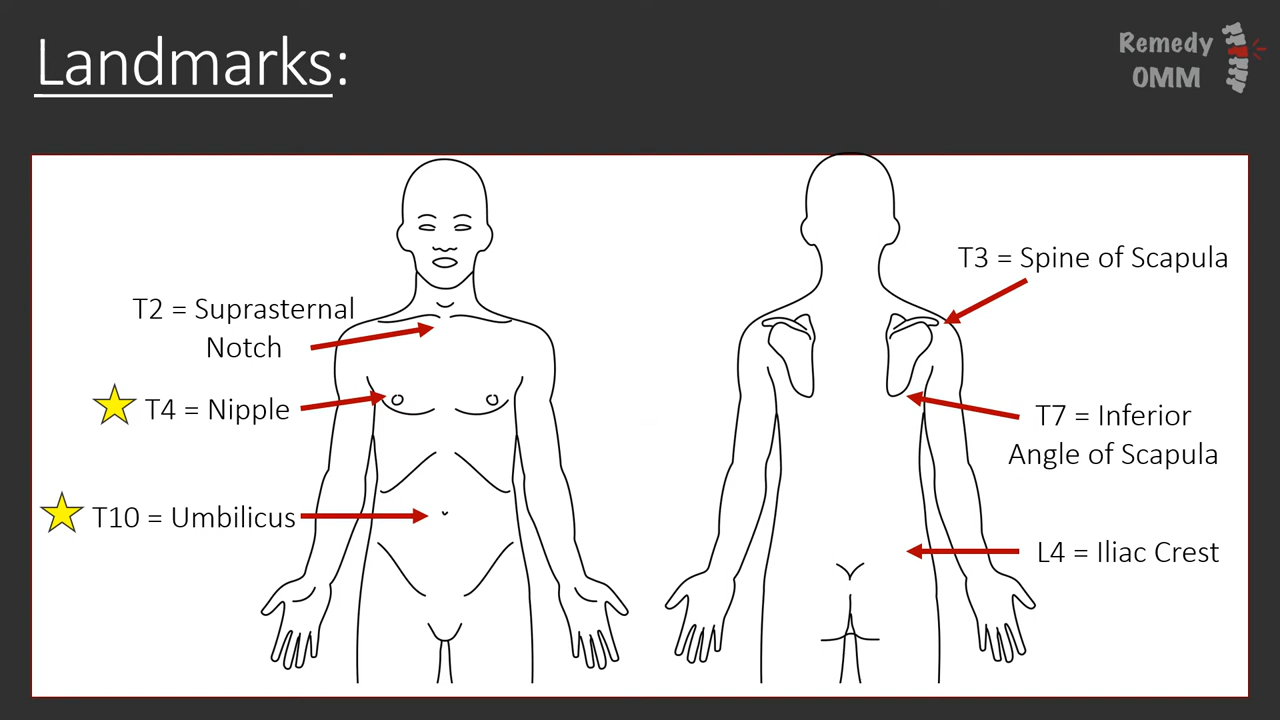 Landmarks:
Remedy
OMM
T2 = Suprasternal
Notch
T4 = Nipple
T10 = Umbilicus
T3 = Spine of Scapula
T7 = Inferior
Angle of Scapula
L4 = Iliac Crest